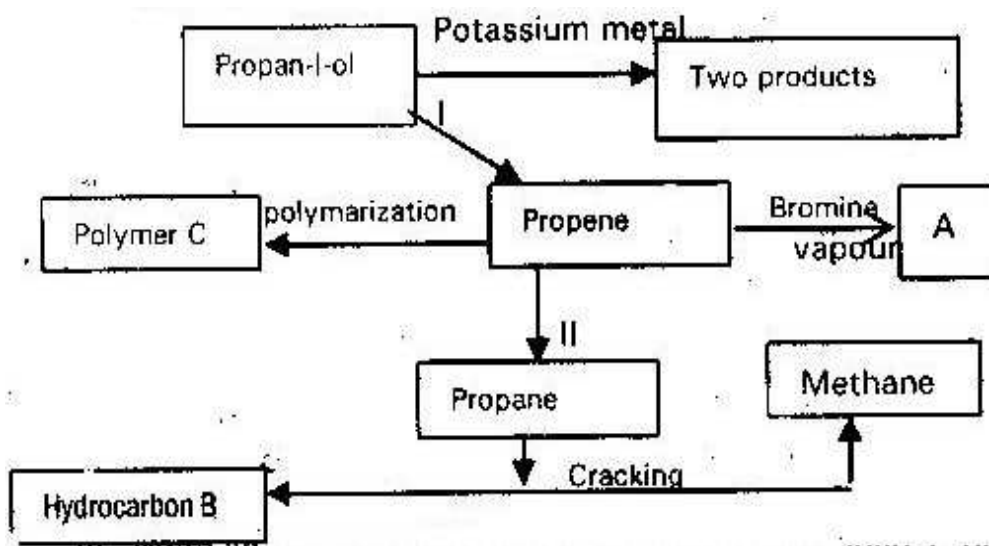 Potassium metal
Propan-I-ol
Two products
I
polymarization
Propene
Bromine
vapour
A
Polymer C
II
Propane
Methane
Cracking
Hydrocarbon B